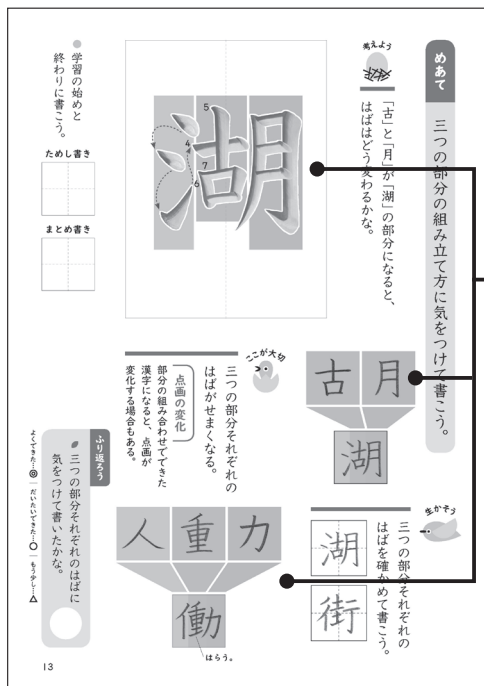 めあて
三つの部分の組み立て方に気をつけて書こう。
考えよう
「古」と「月」が「湖」の部分になると、
はばはどう変わるかな。
湖
5
4
7
6
学習の始めと
終わりに書こう。
ためし書き
まとめ書き
生かそう
三つの部分それぞれの
はばを確かめて書こう。
湖
街
古
月
湖
ここが大切
三つの部分それぞれの
はばがせまくなる。
点画の変化
部分の組み合わせでできた
漢字になると、点画が
変化する場合もある。
人
重
力
働
はらう。
ふり返ろう
三つの部分それぞれのはばに
気をつけて書いたかな。
よくできた…◎
だいたいできた…○
もう少し…△
13